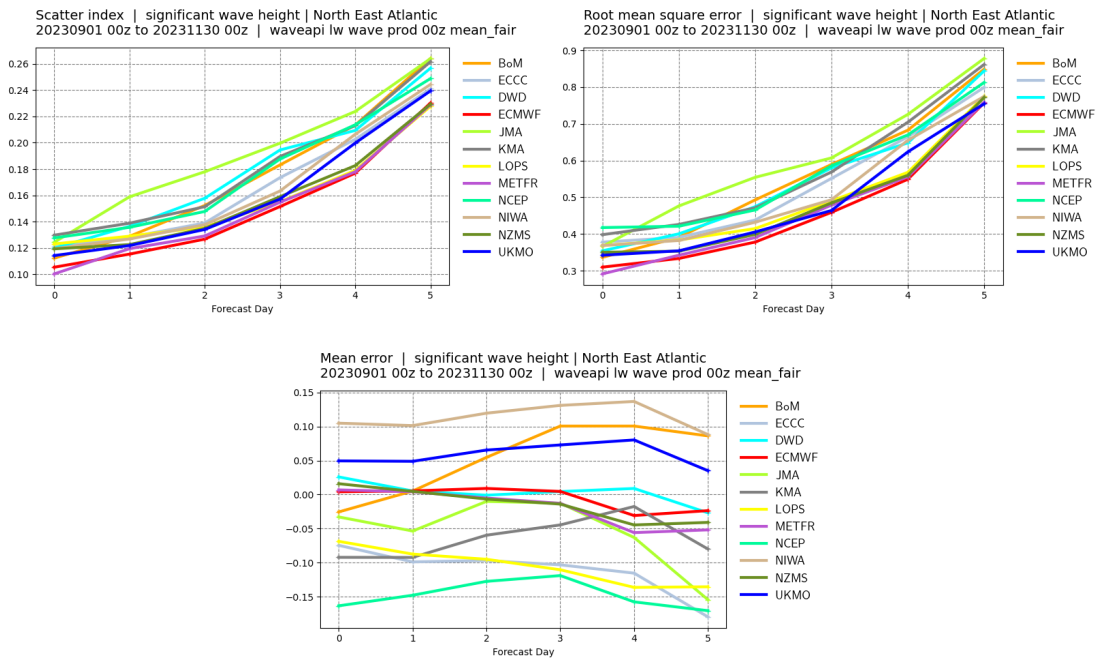 Scatter index | significant wave height | North East Atlantic
20230901 00z to 20231130 00z | waveapi lw wave prod 00z mean_fair
0.26
0.24
0.22
0.20
0.18
0.16
0.14
0.12
0.10
0 1 2 3 4 5
Forecast Day
BoM
ECCC
DWD
ECMWF
JMA
KMA
LOPS
METFR
NCEP
NIWA
NZMS
UKMO
Root mean square error | significant wave height | North East Atlantic
20230901 00z to 20231130 00z | waveapi lw wave prod 00z mean_fair
0.9
0.8
0.7
0.6
0.5
0.4
0.3
0 1 2 3 4 5
Forecast Day
BoM
ECCC
DWD
ECMWF
JMA
KMA
LOPS
METFR
NCEP
NIWA
NZMS
UKMO
Mean error | significant wave height | North East Atlantic
20230901 00z to 20231130 00z | waveapi lw wave prod 00z mean_fair
0.15
0.10
0.05
0.00
−0.05
−0.10
−0.15
0 1 2 3 4 5
Forecast Day
BoM
ECCC
DWD
ECMWF
JMA
KMA
LOPS
METFR
NCEP
NIWA
NZMS
UKMO